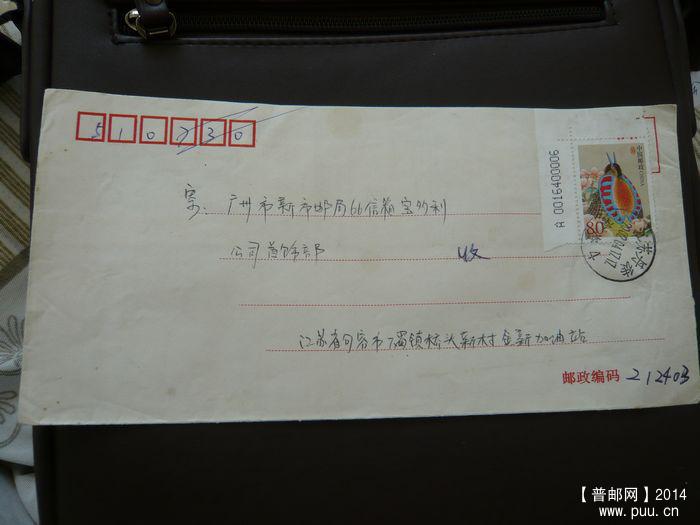 510730
寄: 广州市新市邮局66信箱宝多利
公司首饰部 收
江苏省句容市下蜀镇桥头新村金新加油站
邮政编码 212403
A 0016400006
中国邮政
80
【普邮网】2014
www.puu.cn